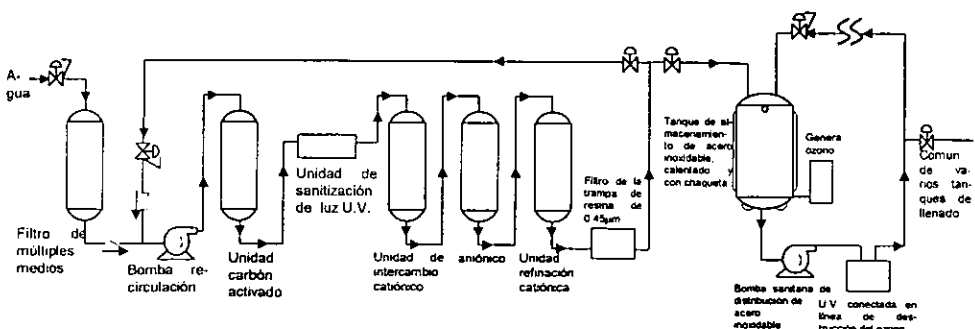 A-
gua
Filtro de
múltiples
medios
Bomba re-
circulación
Unidad
carbón
activado
Unidad de
sanitización
de luz U.V.
Unidad de
intercambio
catiónico
aniónico
Unidad
refinación
catiónica
Filtro de la
trampa de
resina de
0.45µm
Tanque de al-
macenamien-
to de acero
inoxidable,
calentado y
con chaqueta
Genera
ozono
Comun
de va-
rios tan-
ques de
llenado
Bomba sanitaria de
distribución de
acero
inoxidable
U.V. conectada en
línea de des-
trucción del ozono